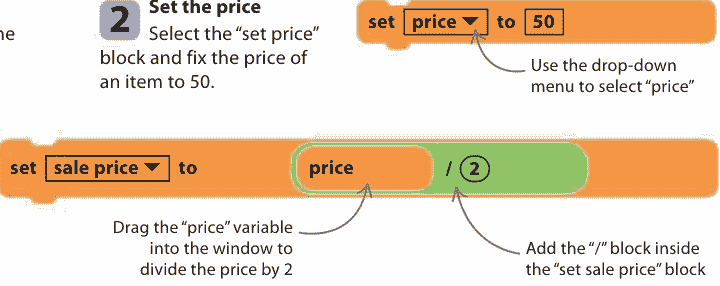 ne
2
Set the price
Select the “set price”
block and fix the price of
an item to 50.
set price to 50
Use the drop-down
menu to select “price”
set sale price to price / 2
Drag the “price” variable
into the window to
divide the price by 2
Add the “/” block inside
the “set sale price” block